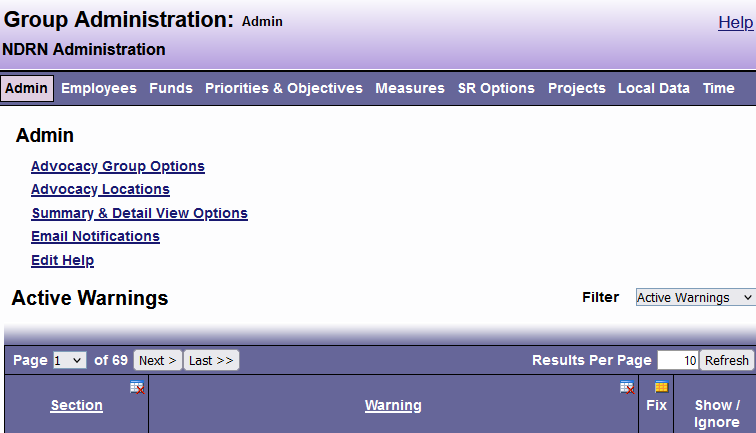 Group Administration: Admin
Help
NDRN Administration
Admin Employees Funds Priorities & Objectives Measures SR Options Projects Local Data Time
Admin
Advocacy Group Options
Advocacy Locations
Summary & Detail View Options
Email Notifications
Edit Help
Active Warnings
Filter Active Warnings
Page 1 of 69 Next > Last >> Results Per Page 10 Refresh
Section Warning Fix Show /
Ignore